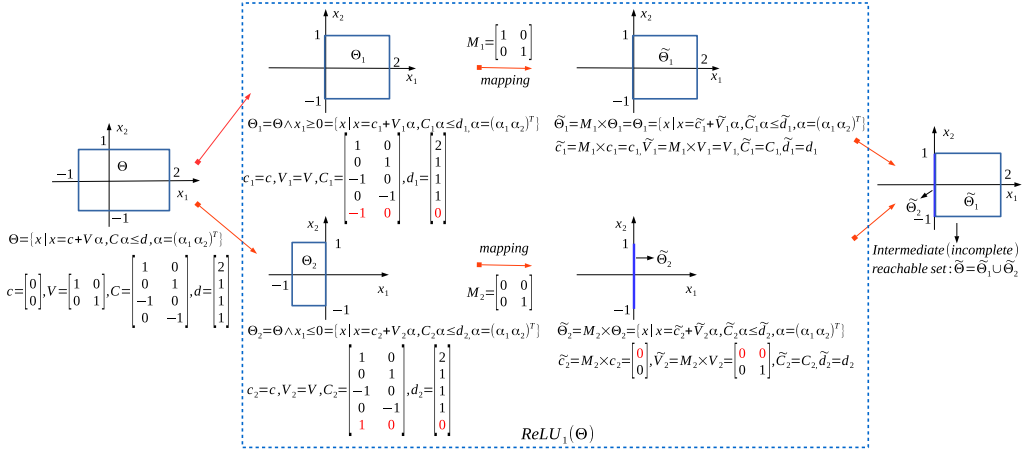 x₂
1
Θ
−1
2
x₁
−1
Θ={x|x=c+Vα,Cα≤d,α=(α₁ α₂)ᵀ}
c=[0; 0],V=[1 0; 0 1],C=[1 0; 0 1; −1 0; 0 −1],d=[2; 1; 1; 1]
x₂
1
Θ₁
2
x₁
−1
M₁=[1 0; 0 1]
mapping
x₂
1
Θ̃₁
2
x₁
−1
Θ₁=Θ∧x₁≥0={x|x=c₁+V₁α,C₁α≤d₁,α=(α₁ α₂)ᵀ}
c₁=c,V₁=V,C₁=[1 0; 0 1; −1 0; 0 −1; −1 0],d₁=[2; 1; 1; 1; 0]
Θ̃₁=M₁×Θ₁=Θ₁={x|x=c̃₁+Ṽ₁α,C̃₁α≤d̃₁,α=(α₁ α₂)ᵀ}
c̃₁=M₁×c₁=c₁,Ṽ₁=M₁×V₁=V₁,C̃₁=C₁,d̃₁=d₁
x₂
1
Θ₂
−1
x₁
−1
mapping
M₂=[0 0; 0 1]
x₂
1
Θ̃₂
x₁
−1
Θ₂=Θ∧x₁≤0={x|x=c₂+V₂α,C₂α≤d₂,α=(α₁ α₂)ᵀ}
c₂=c,V₂=V,C₂=[1 0; 0 1; −1 0; 0 −1; 1 0],d₂=[2; 1; 1; 1; 0]
Θ̃₂=M₂×Θ₂={x|x=c̃₂+Ṽ₂α,C̃₂α≤d̃₂,α=(α₁ α₂)ᵀ}
c̃₂=M₂×c₂=[0; 0],Ṽ₂=M₂×V₂=[0 0; 0 1],C̃₂=C₂,d̃₂=d₂
ReLU₁(Θ)
x₂
1
2
x₁
Θ̃₂
Θ̃₁
−1
Intermediate (incomplete)
reachable set : Θ̃=Θ̃₁∪Θ̃₂